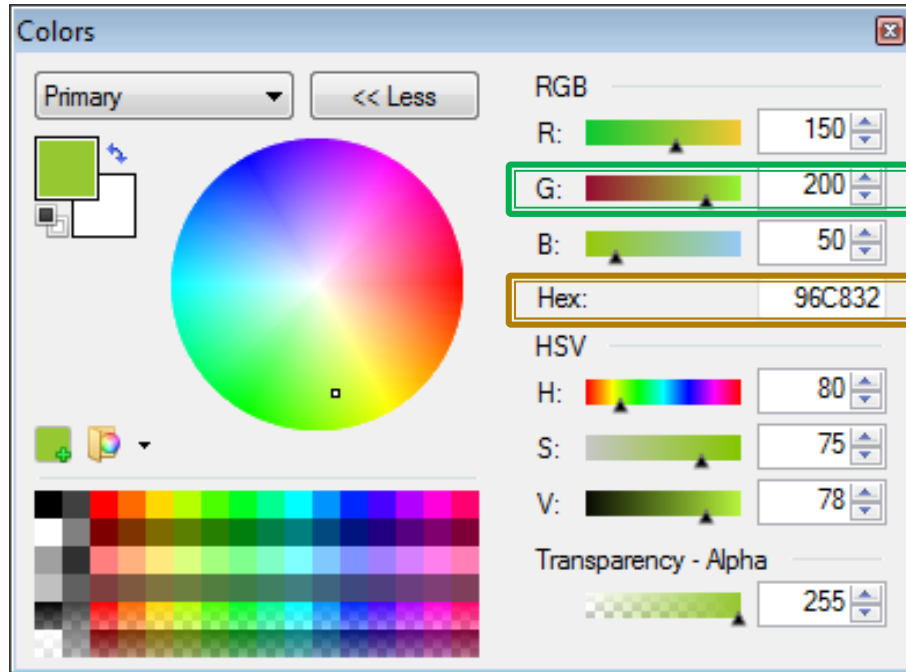 Colors
Primary
<< Less
RGB
R: 150
G: 200
B: 50
Hex: 96C832
HSV
H: 80
S: 75
V: 78
Transparency - Alpha
255